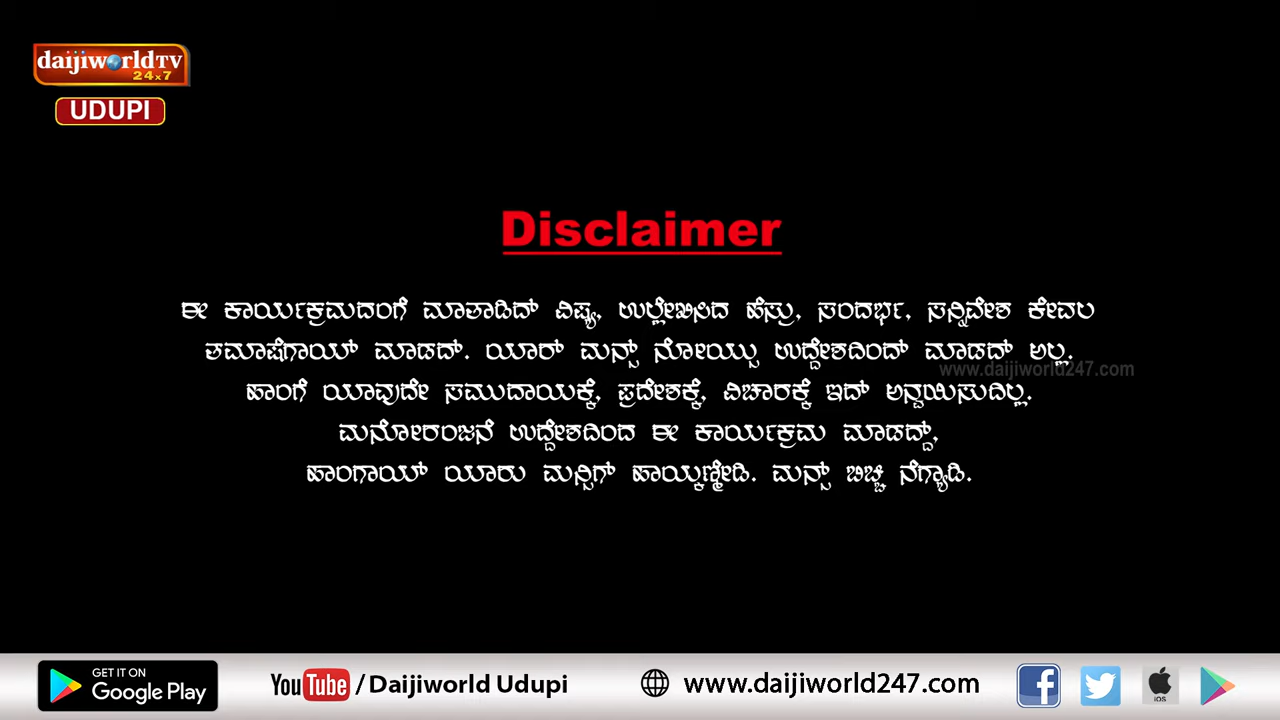 daijiworldTV
24x7
UDUPI
Disclaimer
ಈ ಕಾರ್ಯಕ್ರಮದಂಗೆ ಮಾತಾಡಿದ್ ವಿಷ್ಯ, ಉಲ್ಲೇಖಿಸಿದ ಹೆಸ್ರು, ಸಂದರ್ಭ, ಸನ್ನಿವೇಶ ಕೇವಲ
ತಮಾಷೆಗಾಯ್ ಮಾಡದ್. ಯಾರ್ ಮನ್ಸ್ ನೋಯ್ಸು ಉದ್ದೇಶದಿಂದ್ ಮಾಡದ್ ಅಲ್ಲ.
www.daijiworld247.com
ಹಾಂಗೆ ಯಾವುದೇ ಸಮುದಾಯಕ್ಕೆ, ಪ್ರದೇಶಕ್ಕೆ, ವಿಚಾರಕ್ಕೆ ಇದ್ ಅನ್ವಯಿಸುದಿಲ್ಲ.
ಮನೋರಂಜನೆ ಉದ್ದೇಶದಿಂದ ಈ ಕಾರ್ಯಕ್ರಮ ಮಾಡದ್ದ್,
ಹಾಂಗಾಯ್ ಯಾರು ಮನ್ಸಿಗ್ ಹಾಯ್ಕಣ್ಬೇಡಿ. ಮನ್ಸ್ ಬಿಚ್ಚಿ ನೆಗ್ಯಾಡಿ.
GET IT ON
Google Play
YouTube / Daijiworld Udupi
www.daijiworld247.com
iOS